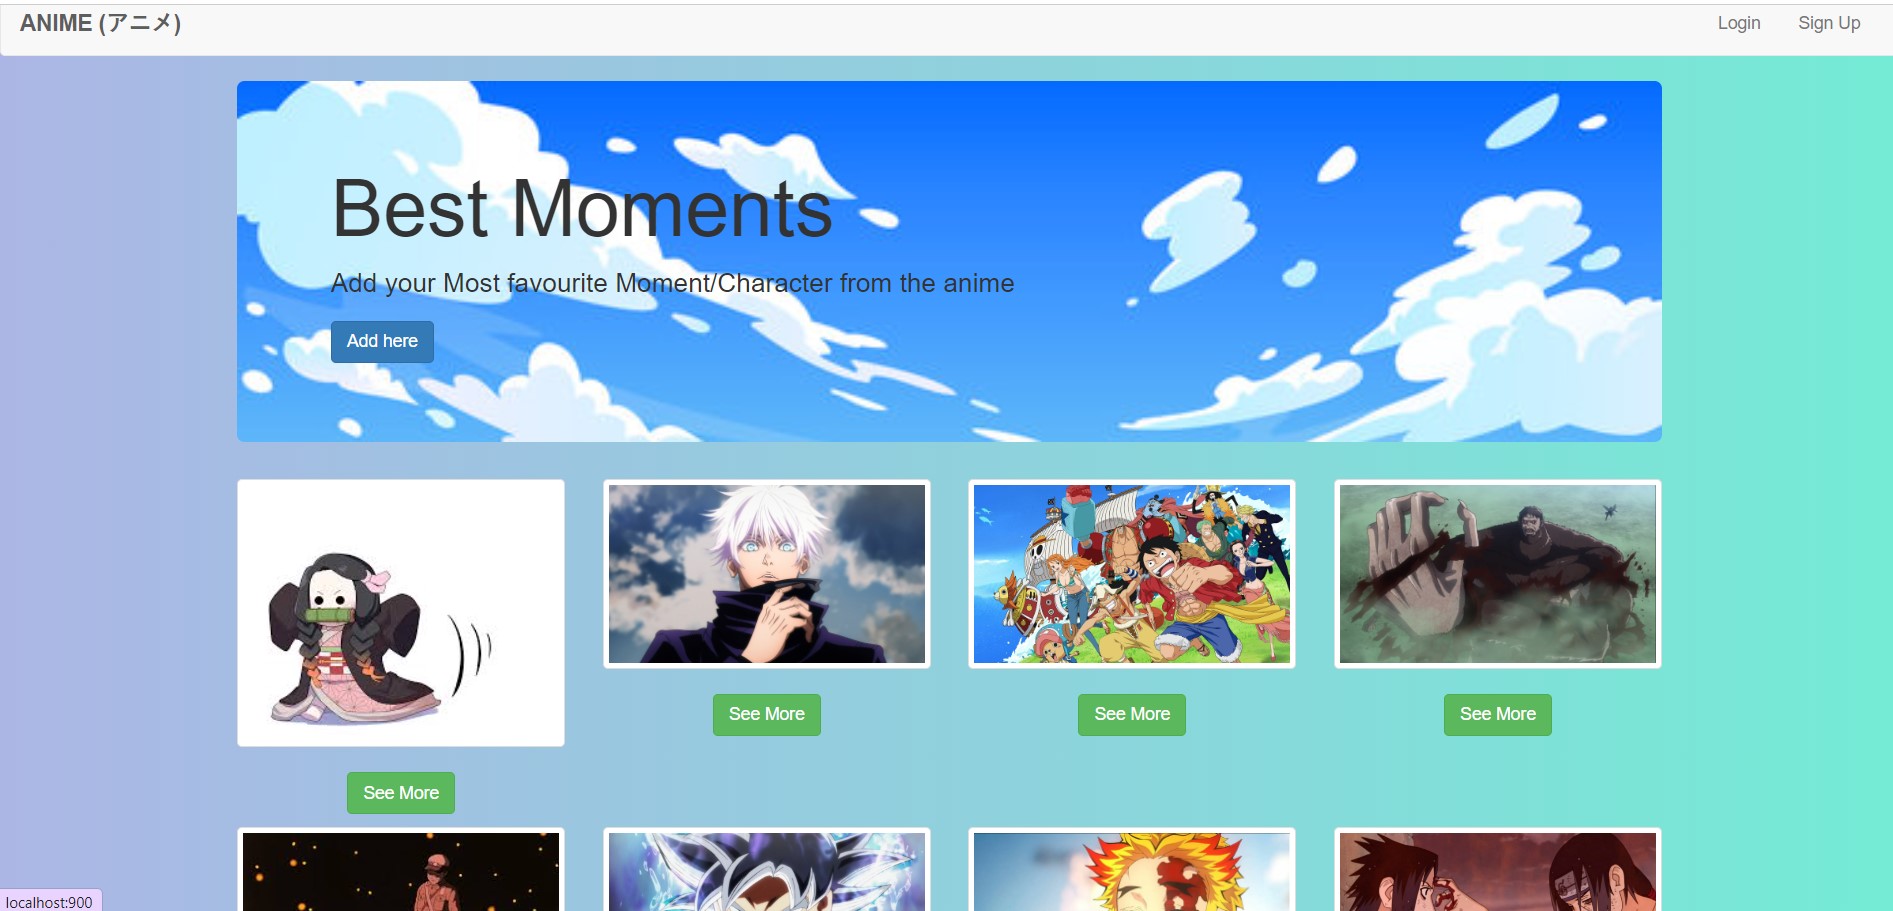 ANIME (アニメ)
Login
Sign Up
Best Moments
Add your Most favourite Moment/Character from the anime
Add here
See More
See More
See More
See More
localhost:900